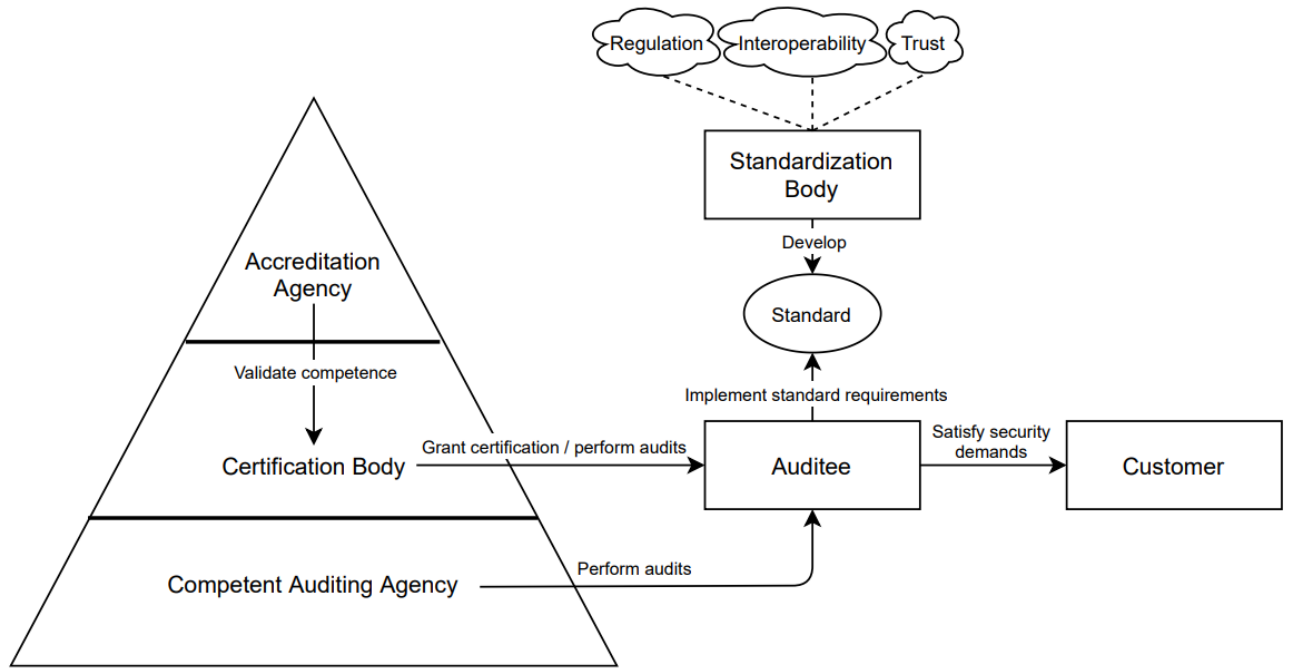 Regulation
Interoperability
Trust
Standardization
Body
Develop
Standard
Accreditation
Agency
Validate competence
Certification Body
Grant certification / perform audits
Implement standard requirements
Auditee
Satisfy security
demands
Customer
Competent Auditing Agency
Perform audits